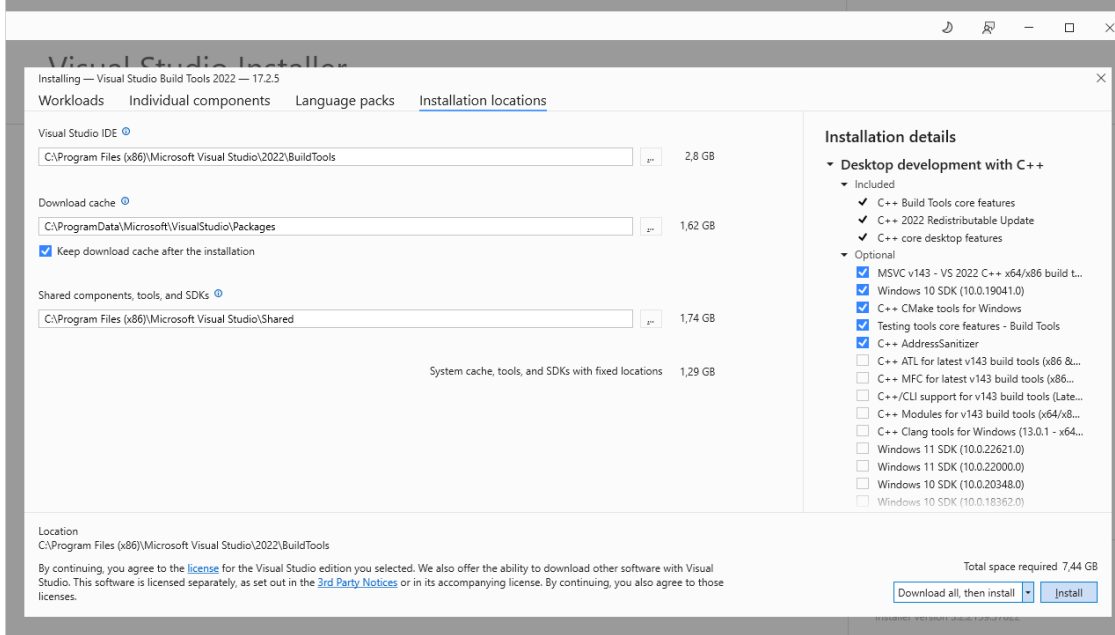 Visual Studio Installer
Installing — Visual Studio Build Tools 2022 — 17.2.5
Workloads Individual components Language packs Installation locations
Visual Studio IDE
C:\Program Files (x86)\Microsoft Visual Studio\2022\BuildTools
... 2,8 GB
Download cache
C:\ProgramData\Microsoft\VisualStudio\Packages
... 1,62 GB
Keep download cache after the installation
Shared components, tools, and SDKs
C:\Program Files (x86)\Microsoft Visual Studio\Shared
... 1,74 GB
System cache, tools, and SDKs with fixed locations 1,29 GB
Installation details
Desktop development with C++
Included
C++ Build Tools core features
C++ 2022 Redistributable Update
C++ core desktop features
Optional
MSVC v143 - VS 2022 C++ x64/x86 build t...
Windows 10 SDK (10.0.19041.0)
C++ CMake tools for Windows
Testing tools core features - Build Tools
C++ AddressSanitizer
C++ ATL for latest v143 build tools (x86 &...
C++ MFC for latest v143 build tools (x86...
C++/CLI support for v143 build tools (Late...
C++ Modules for v143 build tools (x64/x8...
C++ Clang tools for Windows (13.0.1 - x64...
Windows 11 SDK (10.0.22621.0)
Windows 11 SDK (10.0.22000.0)
Windows 10 SDK (10.0.20348.0)
Windows 10 SDK (10.0.18362.0)
Location
C:\Program Files (x86)\Microsoft Visual Studio\2022\BuildTools
By continuing, you agree to the license for the Visual Studio edition you selected. We also offer the ability to download other software with Visual
Studio. This software is licensed separately, as set out in the 3rd Party Notices or in its accompanying license. By continuing, you also agree to those
licenses.
Total space required 7,44 GB
Download all, then install
Install
Installer version